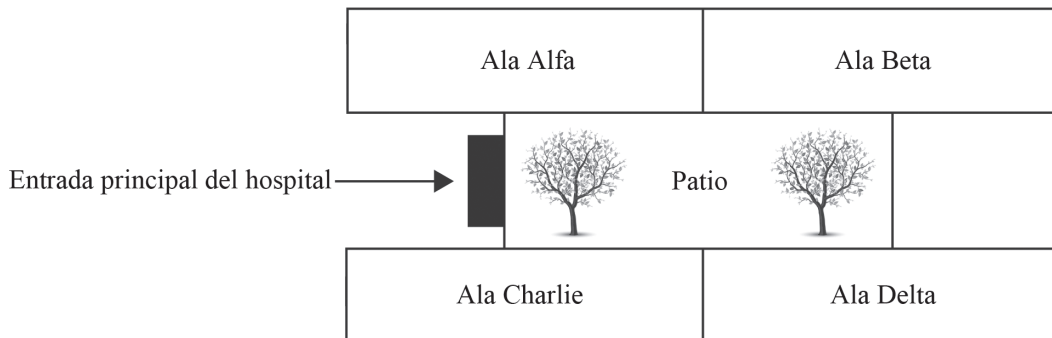 Ala Alfa
Ala Beta
Entrada principal del hospital
Patio
Ala Charlie
Ala Delta